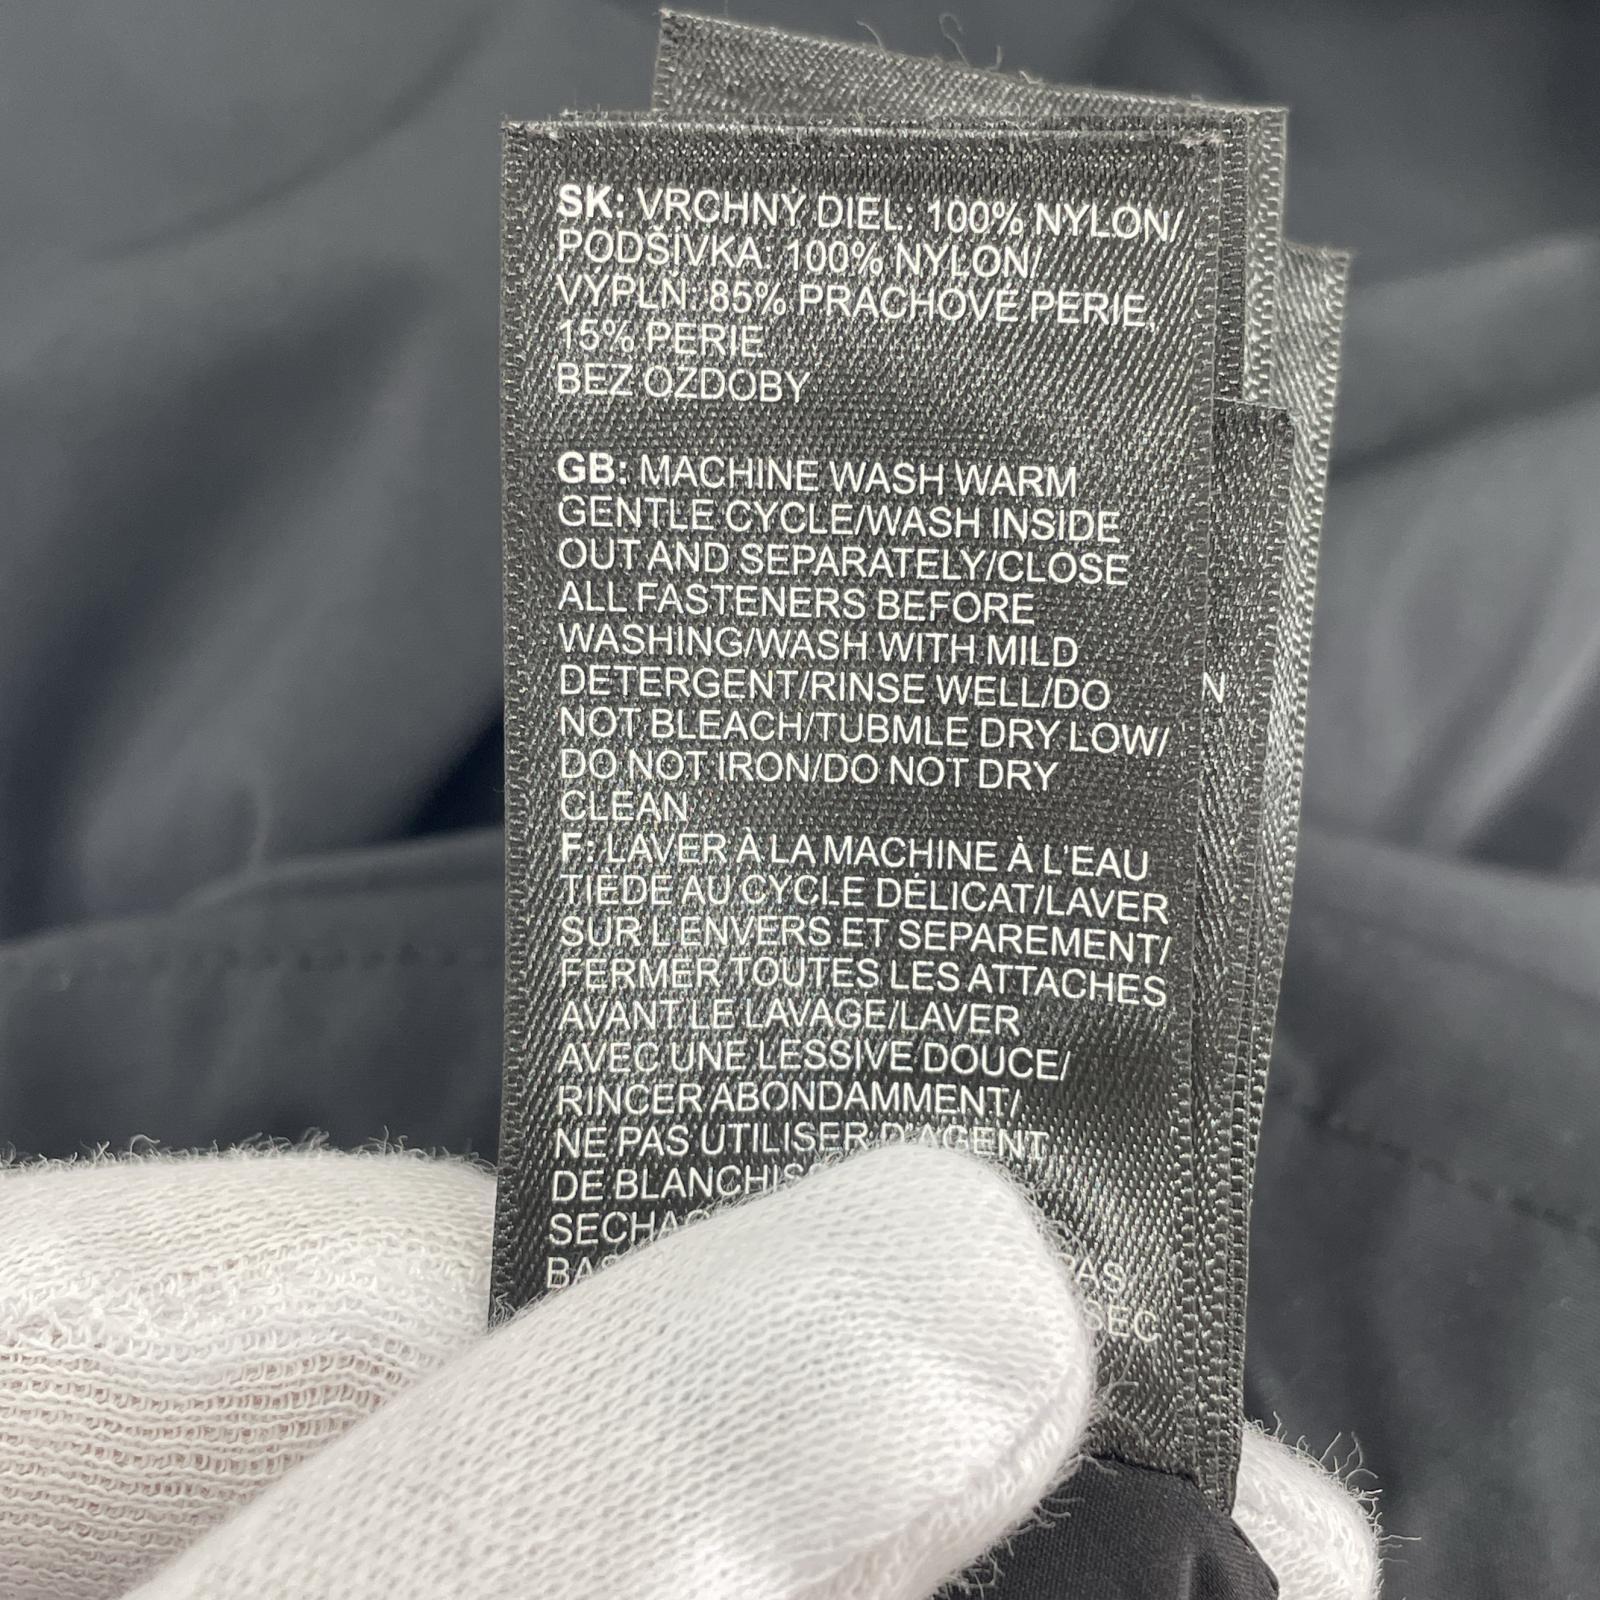 SK: VRCHNÝ DIEL: 100% NYLON/
PODŠÍVKA: 100% NYLON/
VÝPLŇ: 85% PRACHOVÉ PERIE,
15% PERIE
BEZ OZDOBY
GB: MACHINE WASH WARM
GENTLE CYCLE/WASH INSIDE
OUT AND SEPARATELY/CLOSE
ALL FASTENERS BEFORE
WASHING/WASH WITH MILD
DETERGENT/RINSE WELL/DO
NOT BLEACH/TUBMLE DRY LOW/
DO NOT IRON/DO NOT DRY
CLEAN
F: LAVER À LA MACHINE À L'EAU
TIÈDE AU CYCLE DÉLICAT/LAVER
SUR L'ENVERS ET SEPAREMENT/
FERMER TOUTES LES ATTACHES
AVANT LE LAVAGE/LAVER
AVEC UNE LESSIVE DOUCE/
RINCER ABONDAMMENT/
NE PAS UTILISER D'AGENT
DE
PAS
SEC
N